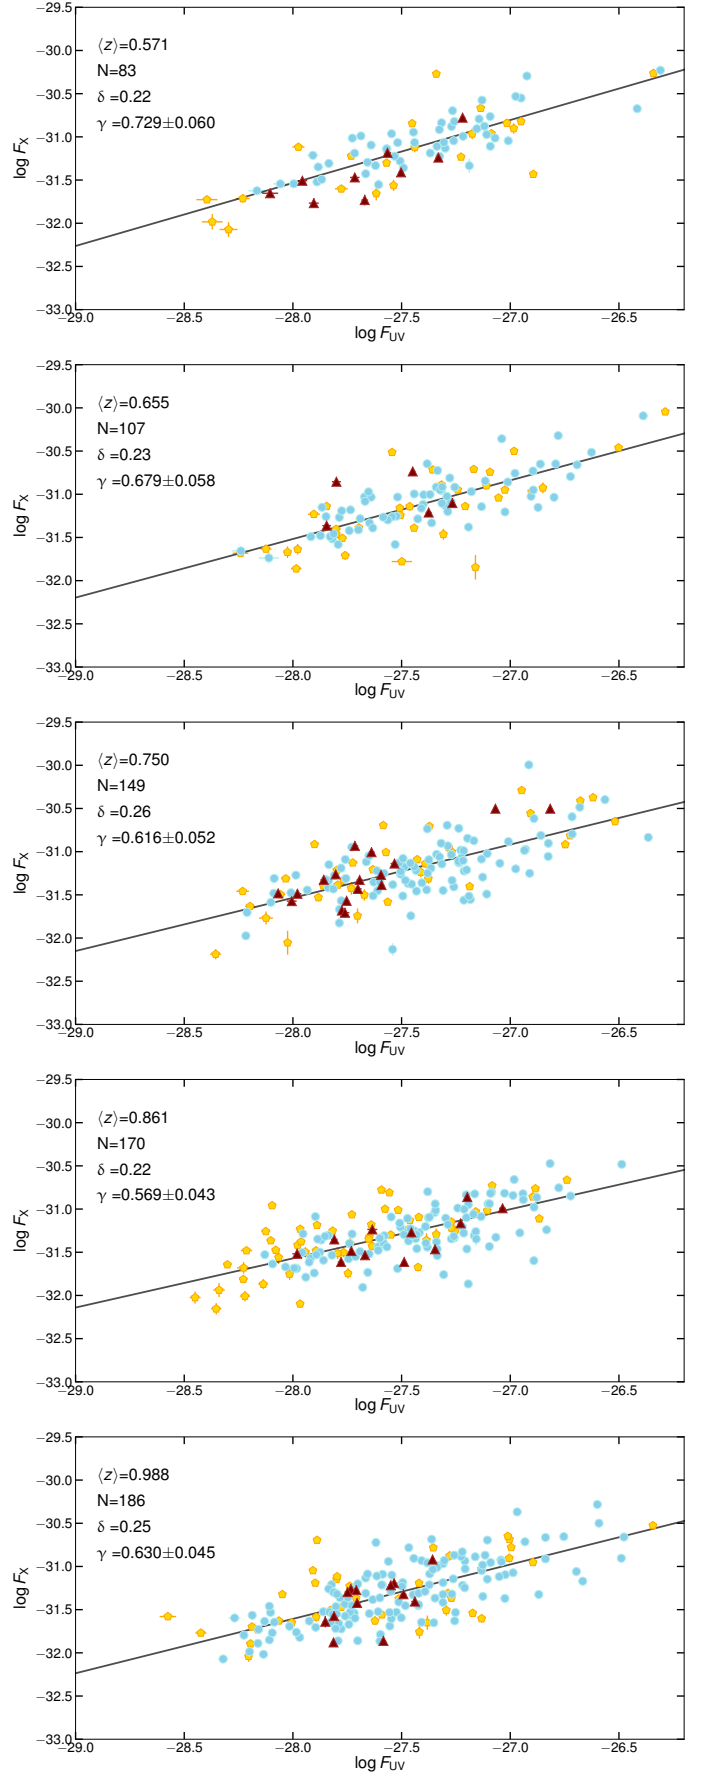 −29.5
−30.0
−30.5
−31.0
−31.5
−32.0
−32.5
−33.0
log F_X
⟨z⟩=0.571
N=83
δ =0.22
γ =0.729±0.060
−29.0 −28.5 −28.0 −27.5 −27.0 −26.5
log F_UV
−29.5
−30.0
−30.5
−31.0
−31.5
−32.0
−32.5
−33.0
log F_X
⟨z⟩=0.655
N=107
δ =0.23
γ =0.679±0.058
−29.0 −28.5 −28.0 −27.5 −27.0 −26.5
log F_UV
−29.5
−30.0
−30.5
−31.0
−31.5
−32.0
−32.5
−33.0
log F_X
⟨z⟩=0.750
N=149
δ =0.26
γ =0.616±0.052
−29.0 −28.5 −28.0 −27.5 −27.0 −26.5
log F_UV
−29.5
−30.0
−30.5
−31.0
−31.5
−32.0
−32.5
−33.0
log F_X
⟨z⟩=0.861
N=170
δ =0.22
γ =0.569±0.043
−29.0 −28.5 −28.0 −27.5 −27.0 −26.5
log F_UV
−29.5
−30.0
−30.5
−31.0
−31.5
−32.0
−32.5
−33.0
log F_X
⟨z⟩=0.988
N=186
δ =0.25
γ =0.630±0.045
−29.0 −28.5 −28.0 −27.5 −27.0 −26.5
log F_UV